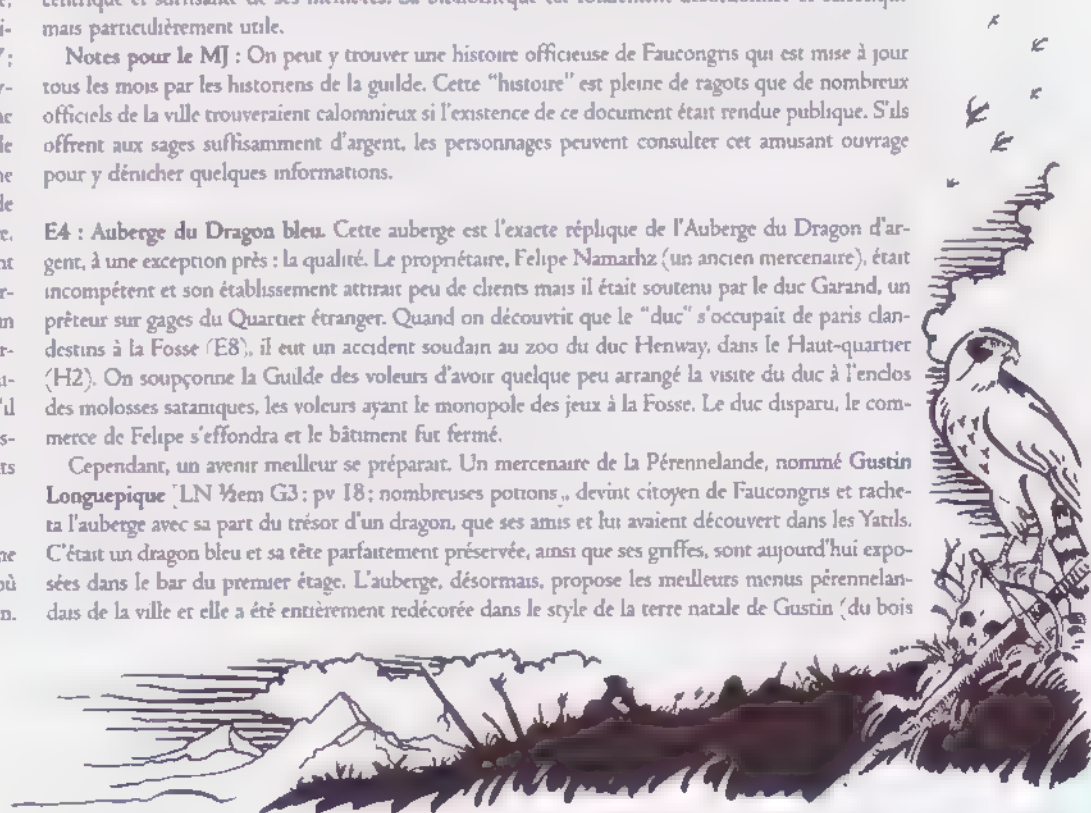 mais particulièrement utile.
Notes pour le MJ : On peut y trouver une histoire officieuse de Faucongris qui est mise à jour
tous les mois par les historiens de la guilde. Cette "histoire" est pleine de ragots que de nombreux
officiels de la ville trouveraient calomnieux si l'existence de ce document était rendue publique. S'ils
offrent aux sages suffisamment d'argent, les personnages peuvent consulter cet amusant ouvrage
pour y dénicher quelques informations.
E4 : Auberge du Dragon bleu. Cette auberge est l'exacte réplique de l'Auberge du Dragon d'ar-
gent, à une exception près : la qualité. Le propriétaire, Felipe Namarhz (un ancien mercenaire), était
incompétent et son établissement attirait peu de clients mais il était soutenu par le duc Garand, un
prêteur sur gages du Quartier étranger. Quand on découvrit que le "duc" s'occupait de paris clan-
destins à la Fosse (E8), il eut un accident soudain au zoo du duc Henway, dans le Haut-quartier
(H2). On soupçonne la Guilde des voleurs d'avoir quelque peu arrangé la visite du duc à l'enclos
des molosses sataniques, les voleurs ayant le monopole des jeux à la Fosse. Le duc disparu, le com-
merce de Felipe s'effondra et le bâtiment fut fermé.
Cependant, un avenir meilleur se préparait. Un mercenaire de la Pérennelande, nommé Gustin
Longuepique [LN ½em G3 ; pv 18 ; nombreuses potions], devint citoyen de Faucongris et rache-
ta l'auberge avec sa part du trésor d'un dragon, que ses amis et lui avaient découvert dans les Yatils.
C'était un dragon bleu et sa tête parfaitement préservée, ainsi que ses griffes, sont aujourd'hui expo-
sées dans le bar du premier étage. L'auberge, désormais, propose les meilleurs menus pérennelan-
dais de la ville et elle a été entièrement redécorée dans le style de la terre natale de Gustin (du bois